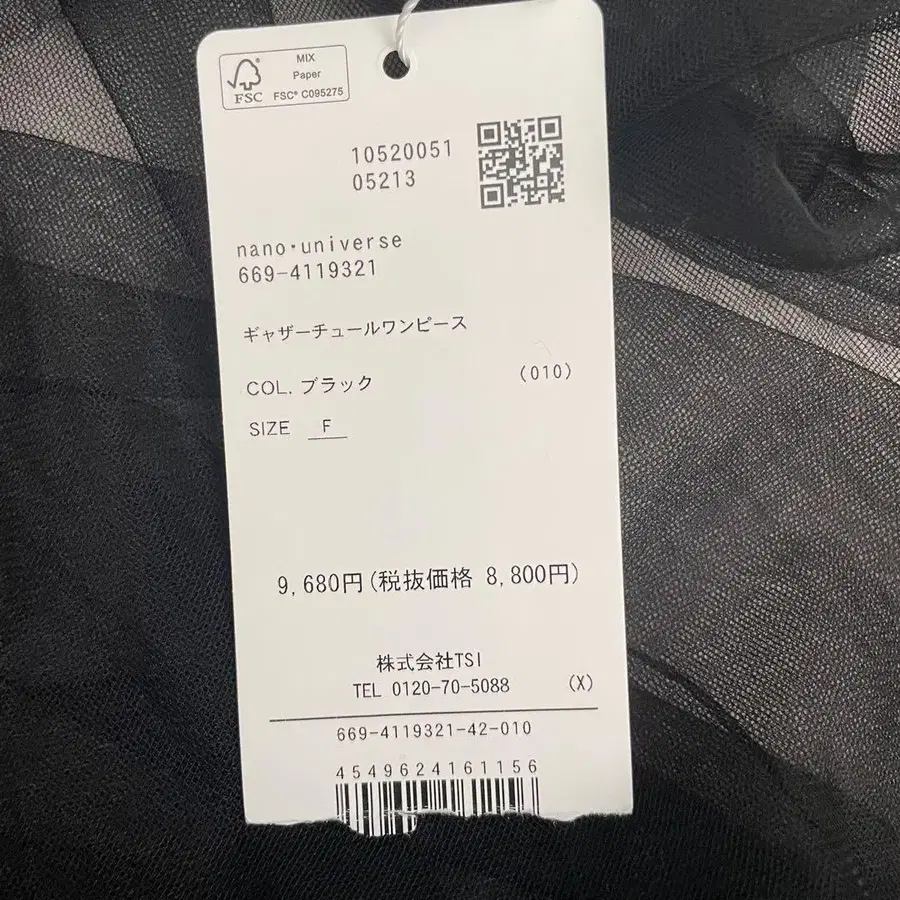 MIX
Paper
FSC
FSC® C095275
10520051
05213
nano・universe
669-4119321
ギャザーチュールワンピース
COL. ブラック (010)
SIZE F
9,680円(税抜価格 8,800円)
株式会社TSI
TEL 0120-70-5088 (X)
669-4119321-42-010
4549624161156